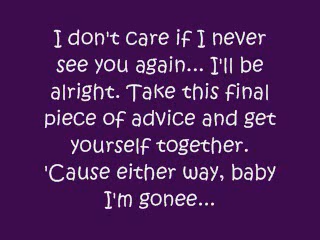 I don't care if I never
see you again... I'll be
alright. Take this final
piece of advice and get
yourself together.
'Cause either way, baby
I'm gonee...